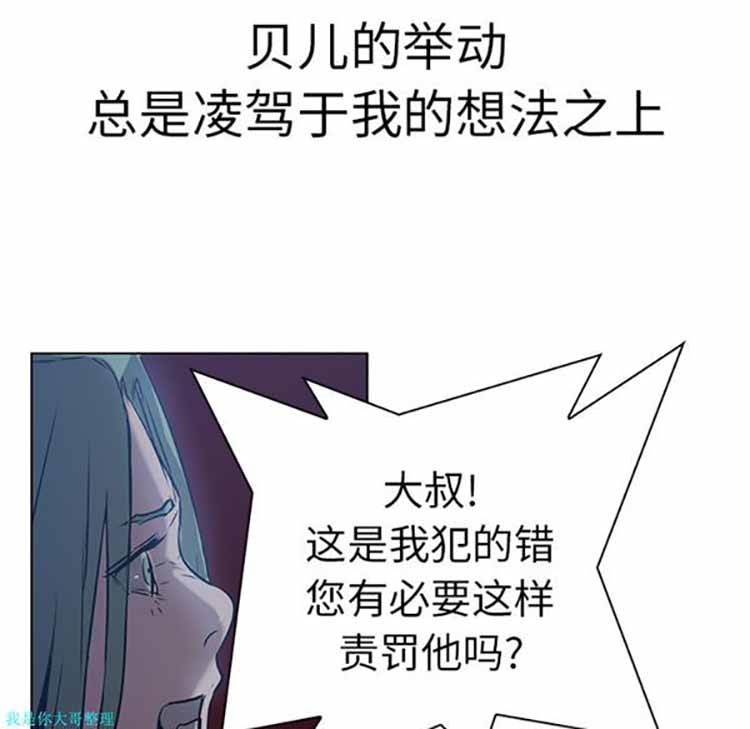 贝儿的举动
总是凌驾于我的想法之上
大叔!
这是我犯的错
您有必要这样
责罚他吗?
我是你大哥整理